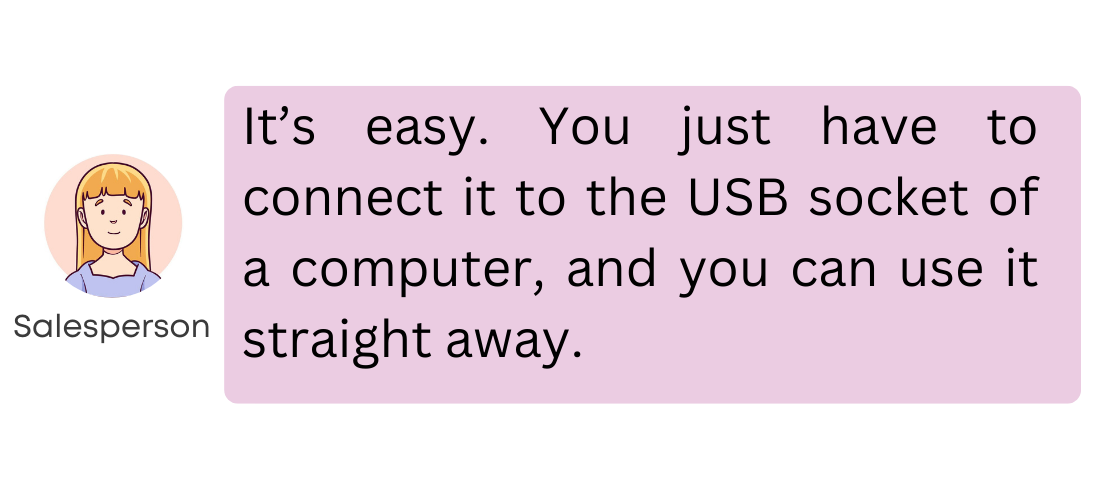 It’s easy. You just have to
connect it to the USB socket of
a computer, and you can use it
straight away.
Salesperson